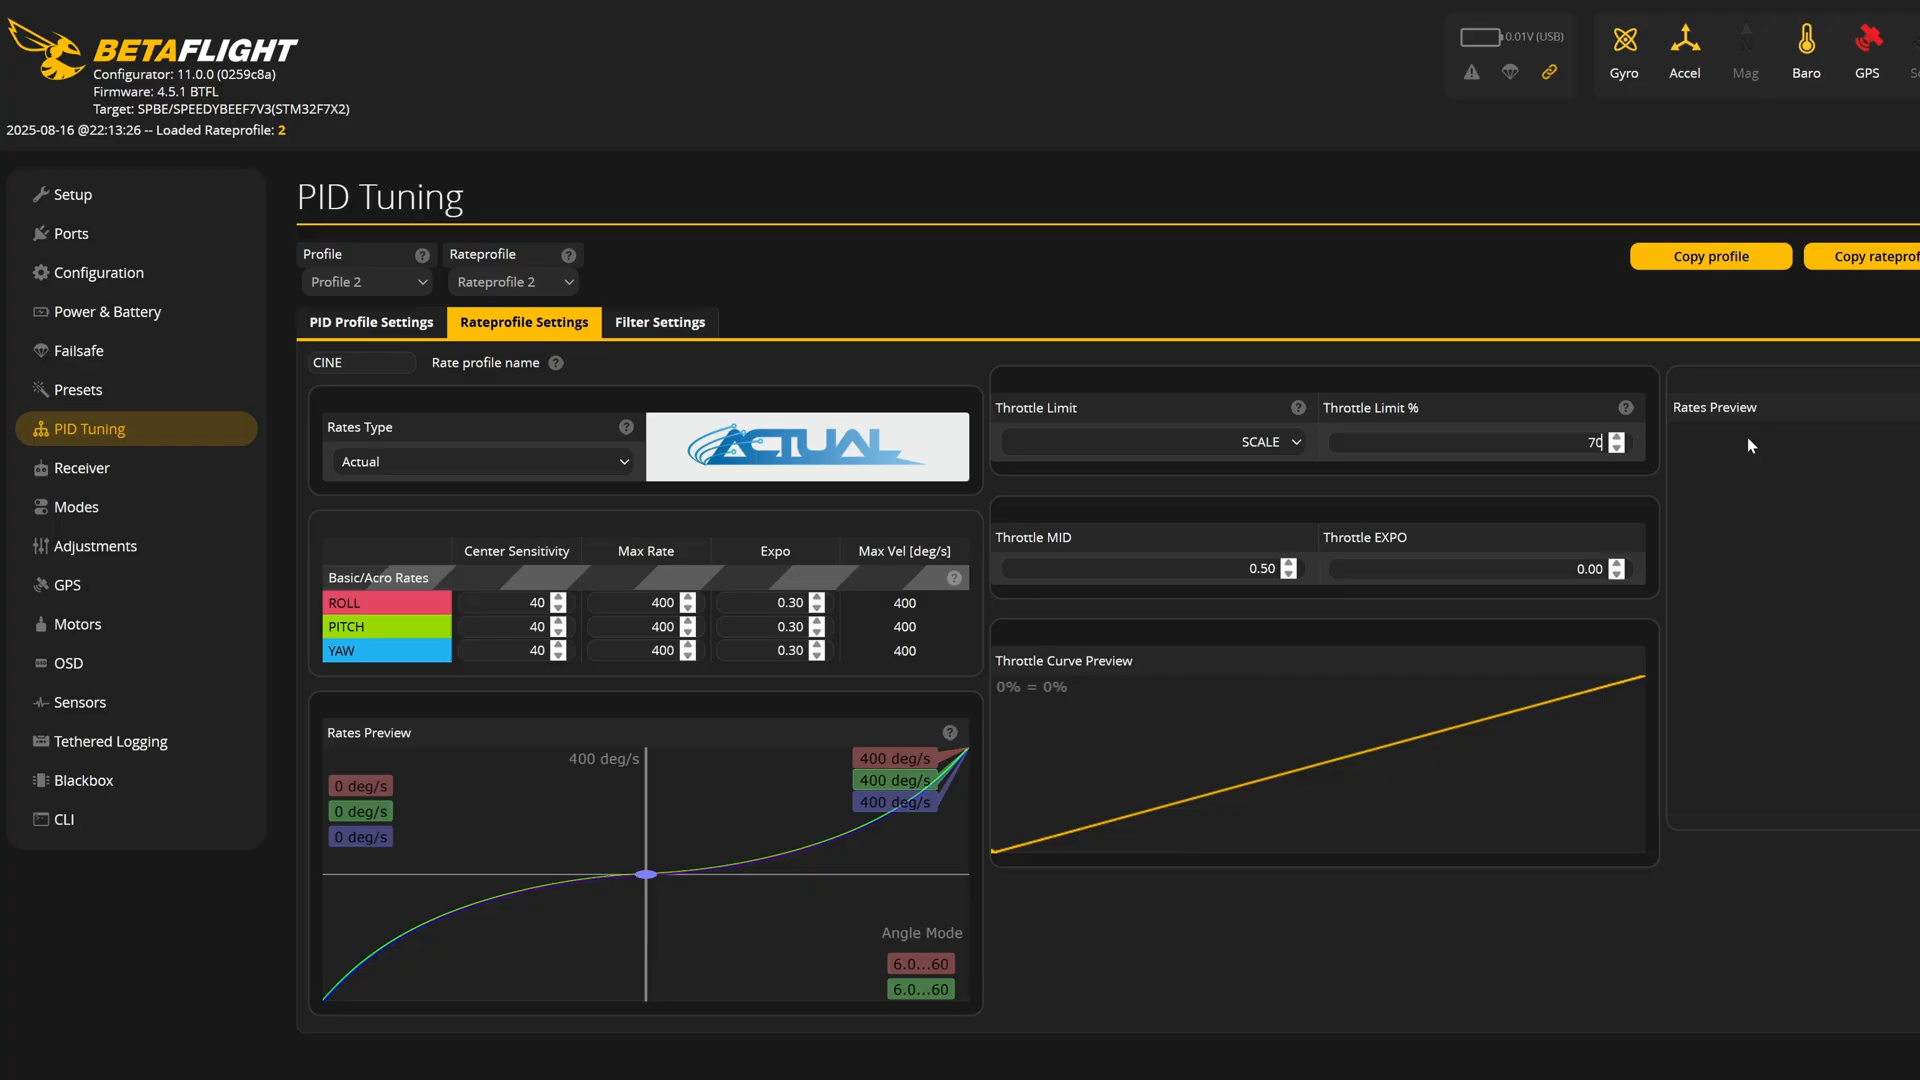 BETAFLIGHT
Configurator: 11.0.0 (0259c8a)
Firmware: 4.5.1 BTFL
Target: SPBE/SPEEDYBEEF7V3(STM32F7X2)
2025-08-16 @22:13:26 -- Loaded Rateprofile: 2
0.01V (USB)
Gyro
Accel
Mag
Baro
GPS
Setup
Ports
Configuration
Power & Battery
Failsafe
Presets
PID Tuning
Receiver
Modes
Adjustments
GPS
Motors
OSD
Sensors
Tethered Logging
Blackbox
CLI
PID Tuning
Profile
Rateprofile
Profile 2
Rateprofile 2
Copy profile
Copy rateprof
PID Profile Settings
Rateprofile Settings
Filter Settings
CINE
Rate profile name
Rates Type
Actual
ACTUAL
Center Sensitivity Max Rate Expo Max Vel [deg/s]
Basic/Acro Rates
ROLL 40 400 0.30 400
PITCH 40 400 0.30 400
YAW 40 400 0.30 400
Rates Preview
400 deg/s
400 deg/s
400 deg/s
400 deg/s
0 deg/s
0 deg/s
0 deg/s
Angle Mode
6.0...60
6.0...60
Throttle Limit
Throttle Limit %
SCALE
70
Throttle MID
Throttle EXPO
0.50
0.00
Throttle Curve Preview
0% = 0%
Rates Preview